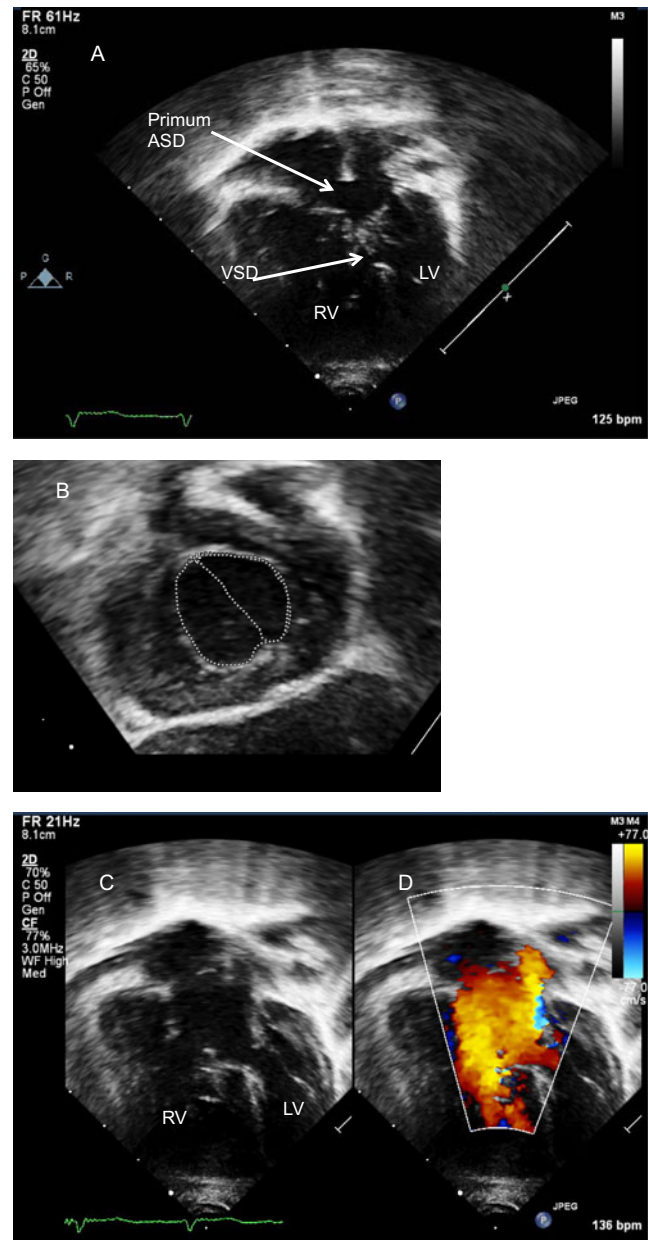 FR 61Hz
8.1cm
M3
2D
65%
C 50
P Off
Gen
A
Primum
ASD
G
P R
VSD
LV
RV
x
P
JPEG
125 bpm
B
FR 21Hz
8.1cm
M3 M4
+77.0
2D
70%
C 50
P Off
Gen
CF
77%
3.0MHz
WF High
Med
C
D
-77.0
cm/s
RV
LV
P
JPEG
136 bpm